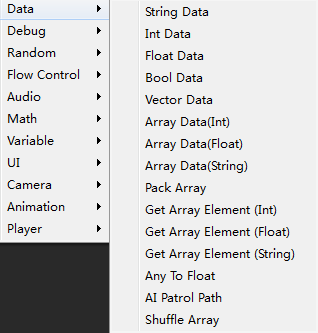 Data
Debug
Random
Flow Control
Audio
Math
Variable
UI
Camera
Animation
Player
String Data
Int Data
Float Data
Bool Data
Vector Data
Array Data(Int)
Array Data(Float)
Array Data(String)
Pack Array
Get Array Element (Int)
Get Array Element (Float)
Get Array Element (String)
Any To Float
AI Patrol Path
Shuffle Array